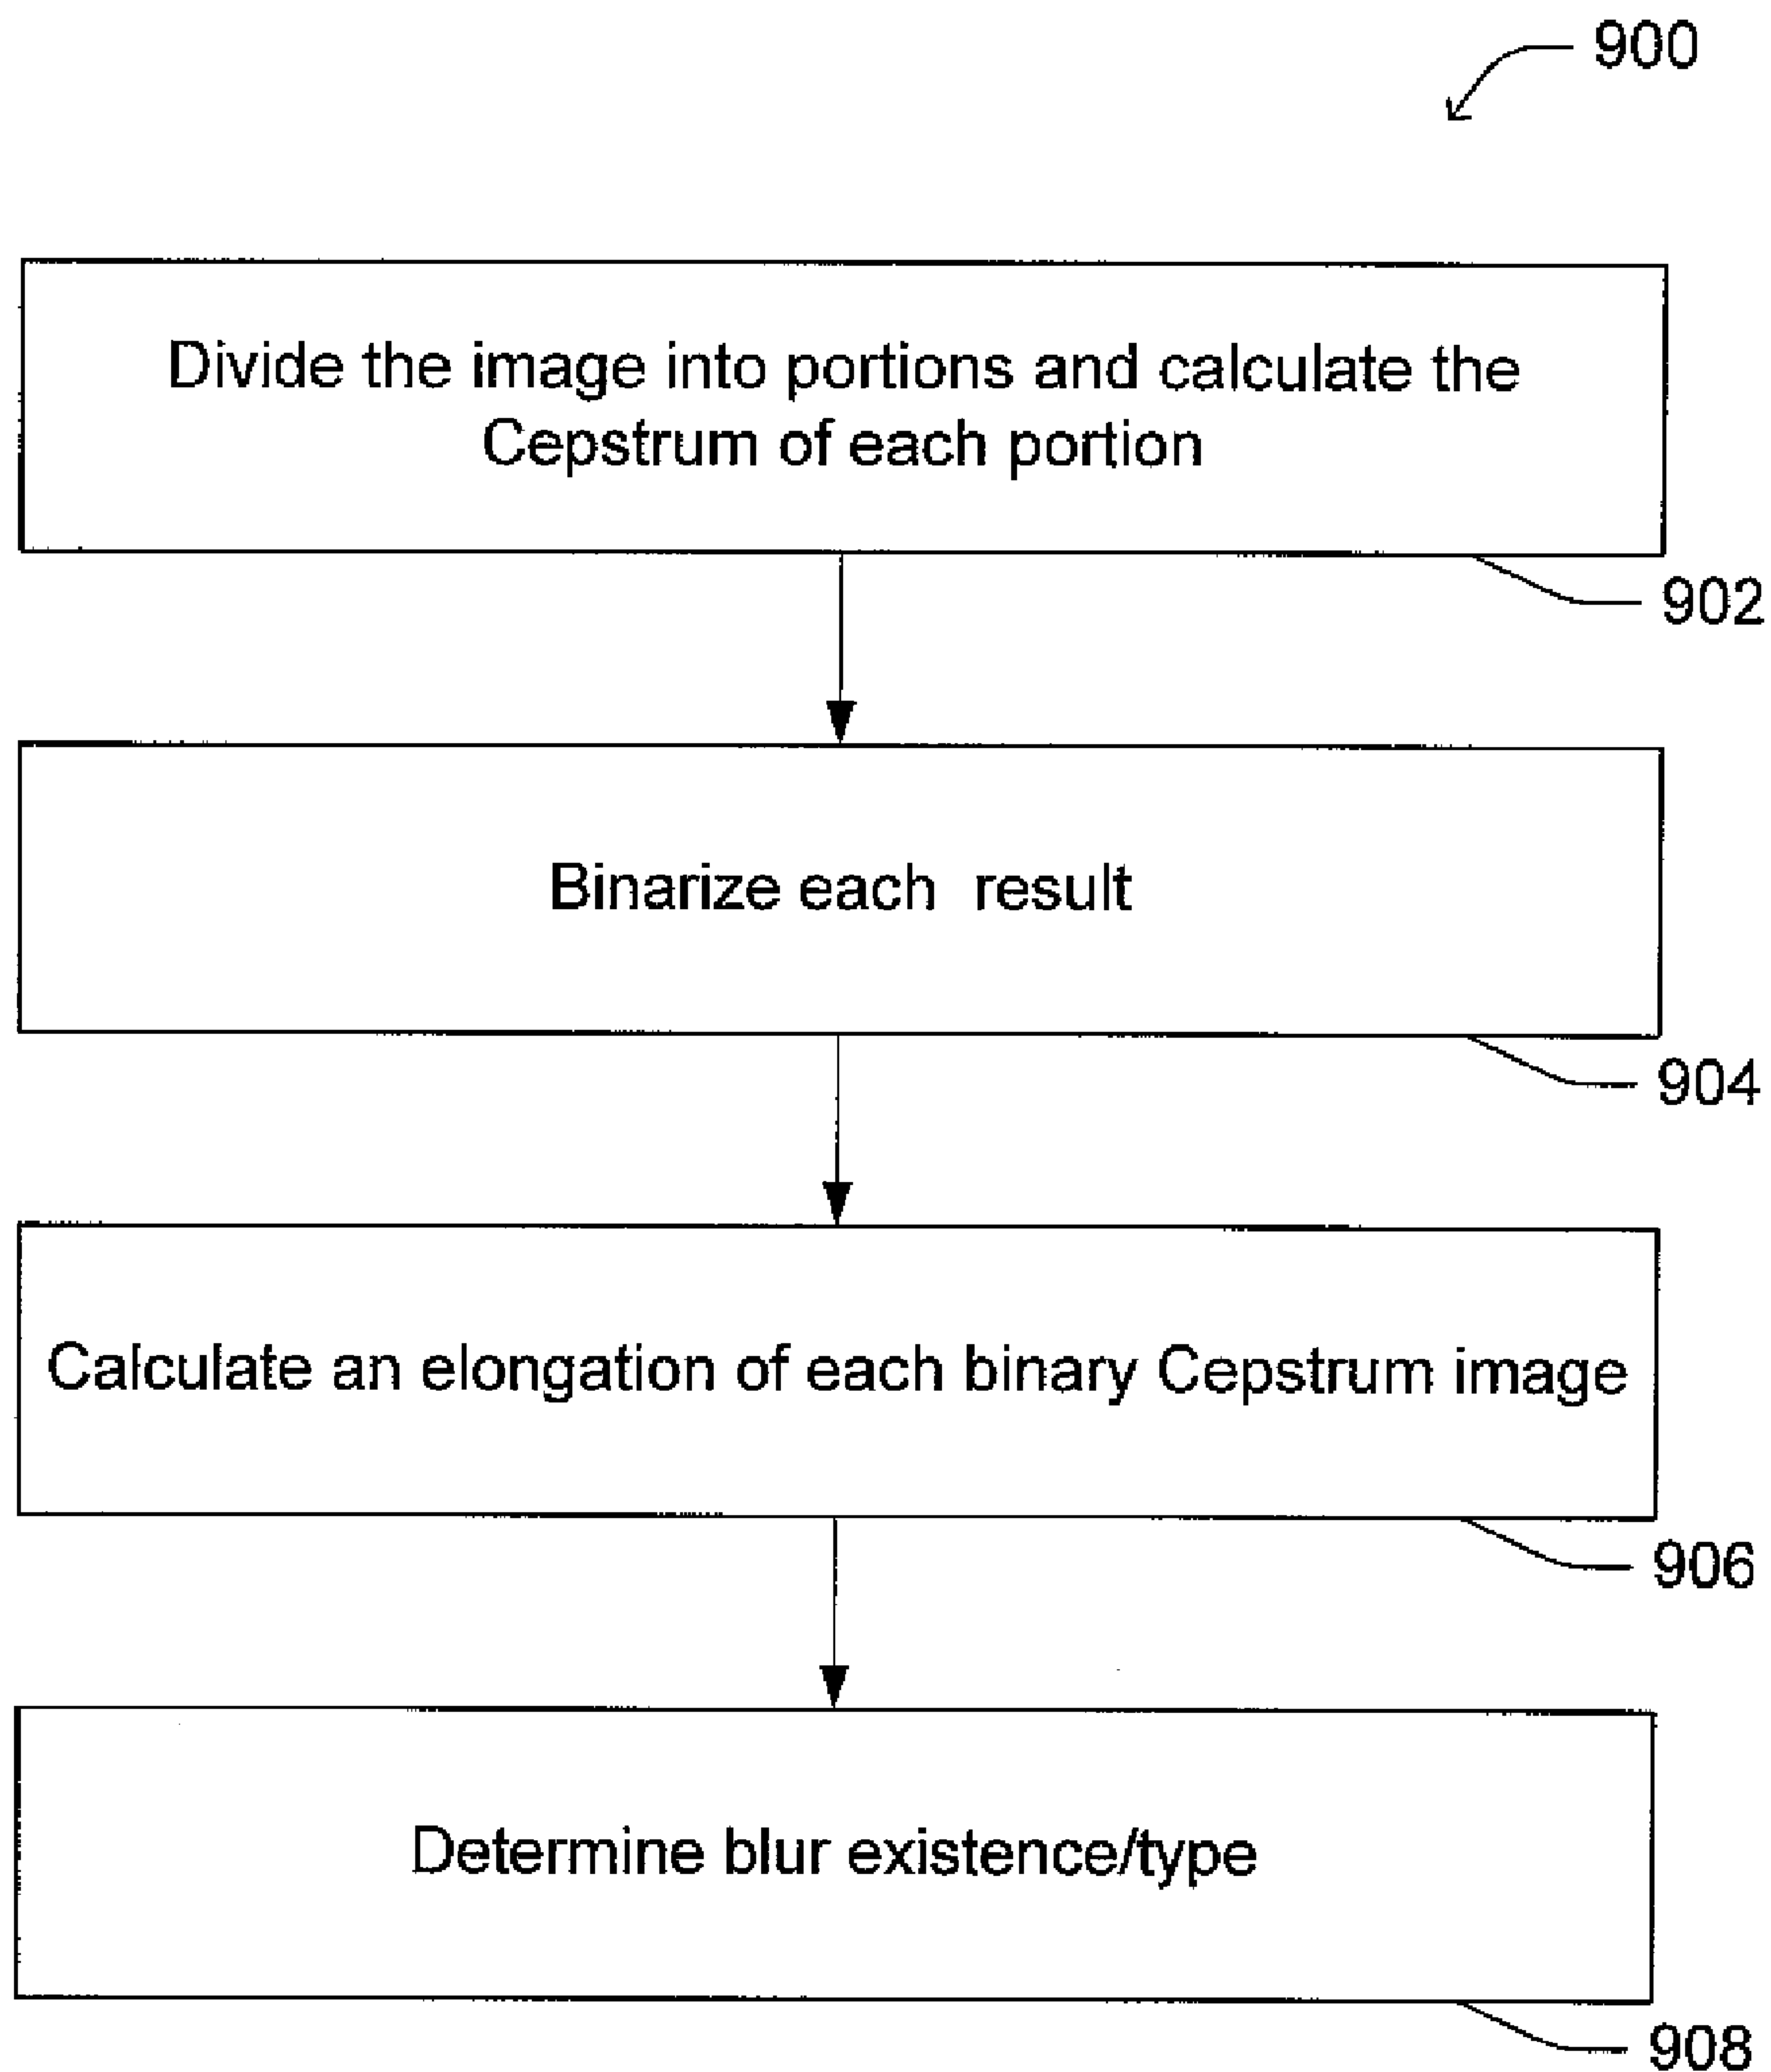 900
Divide the image into portions and calculate the
Cepstrum of each portion
902
Binarize each result
904
Calculate an elongation of each binary Cepstrum image
906
Determine blur existence/type
908